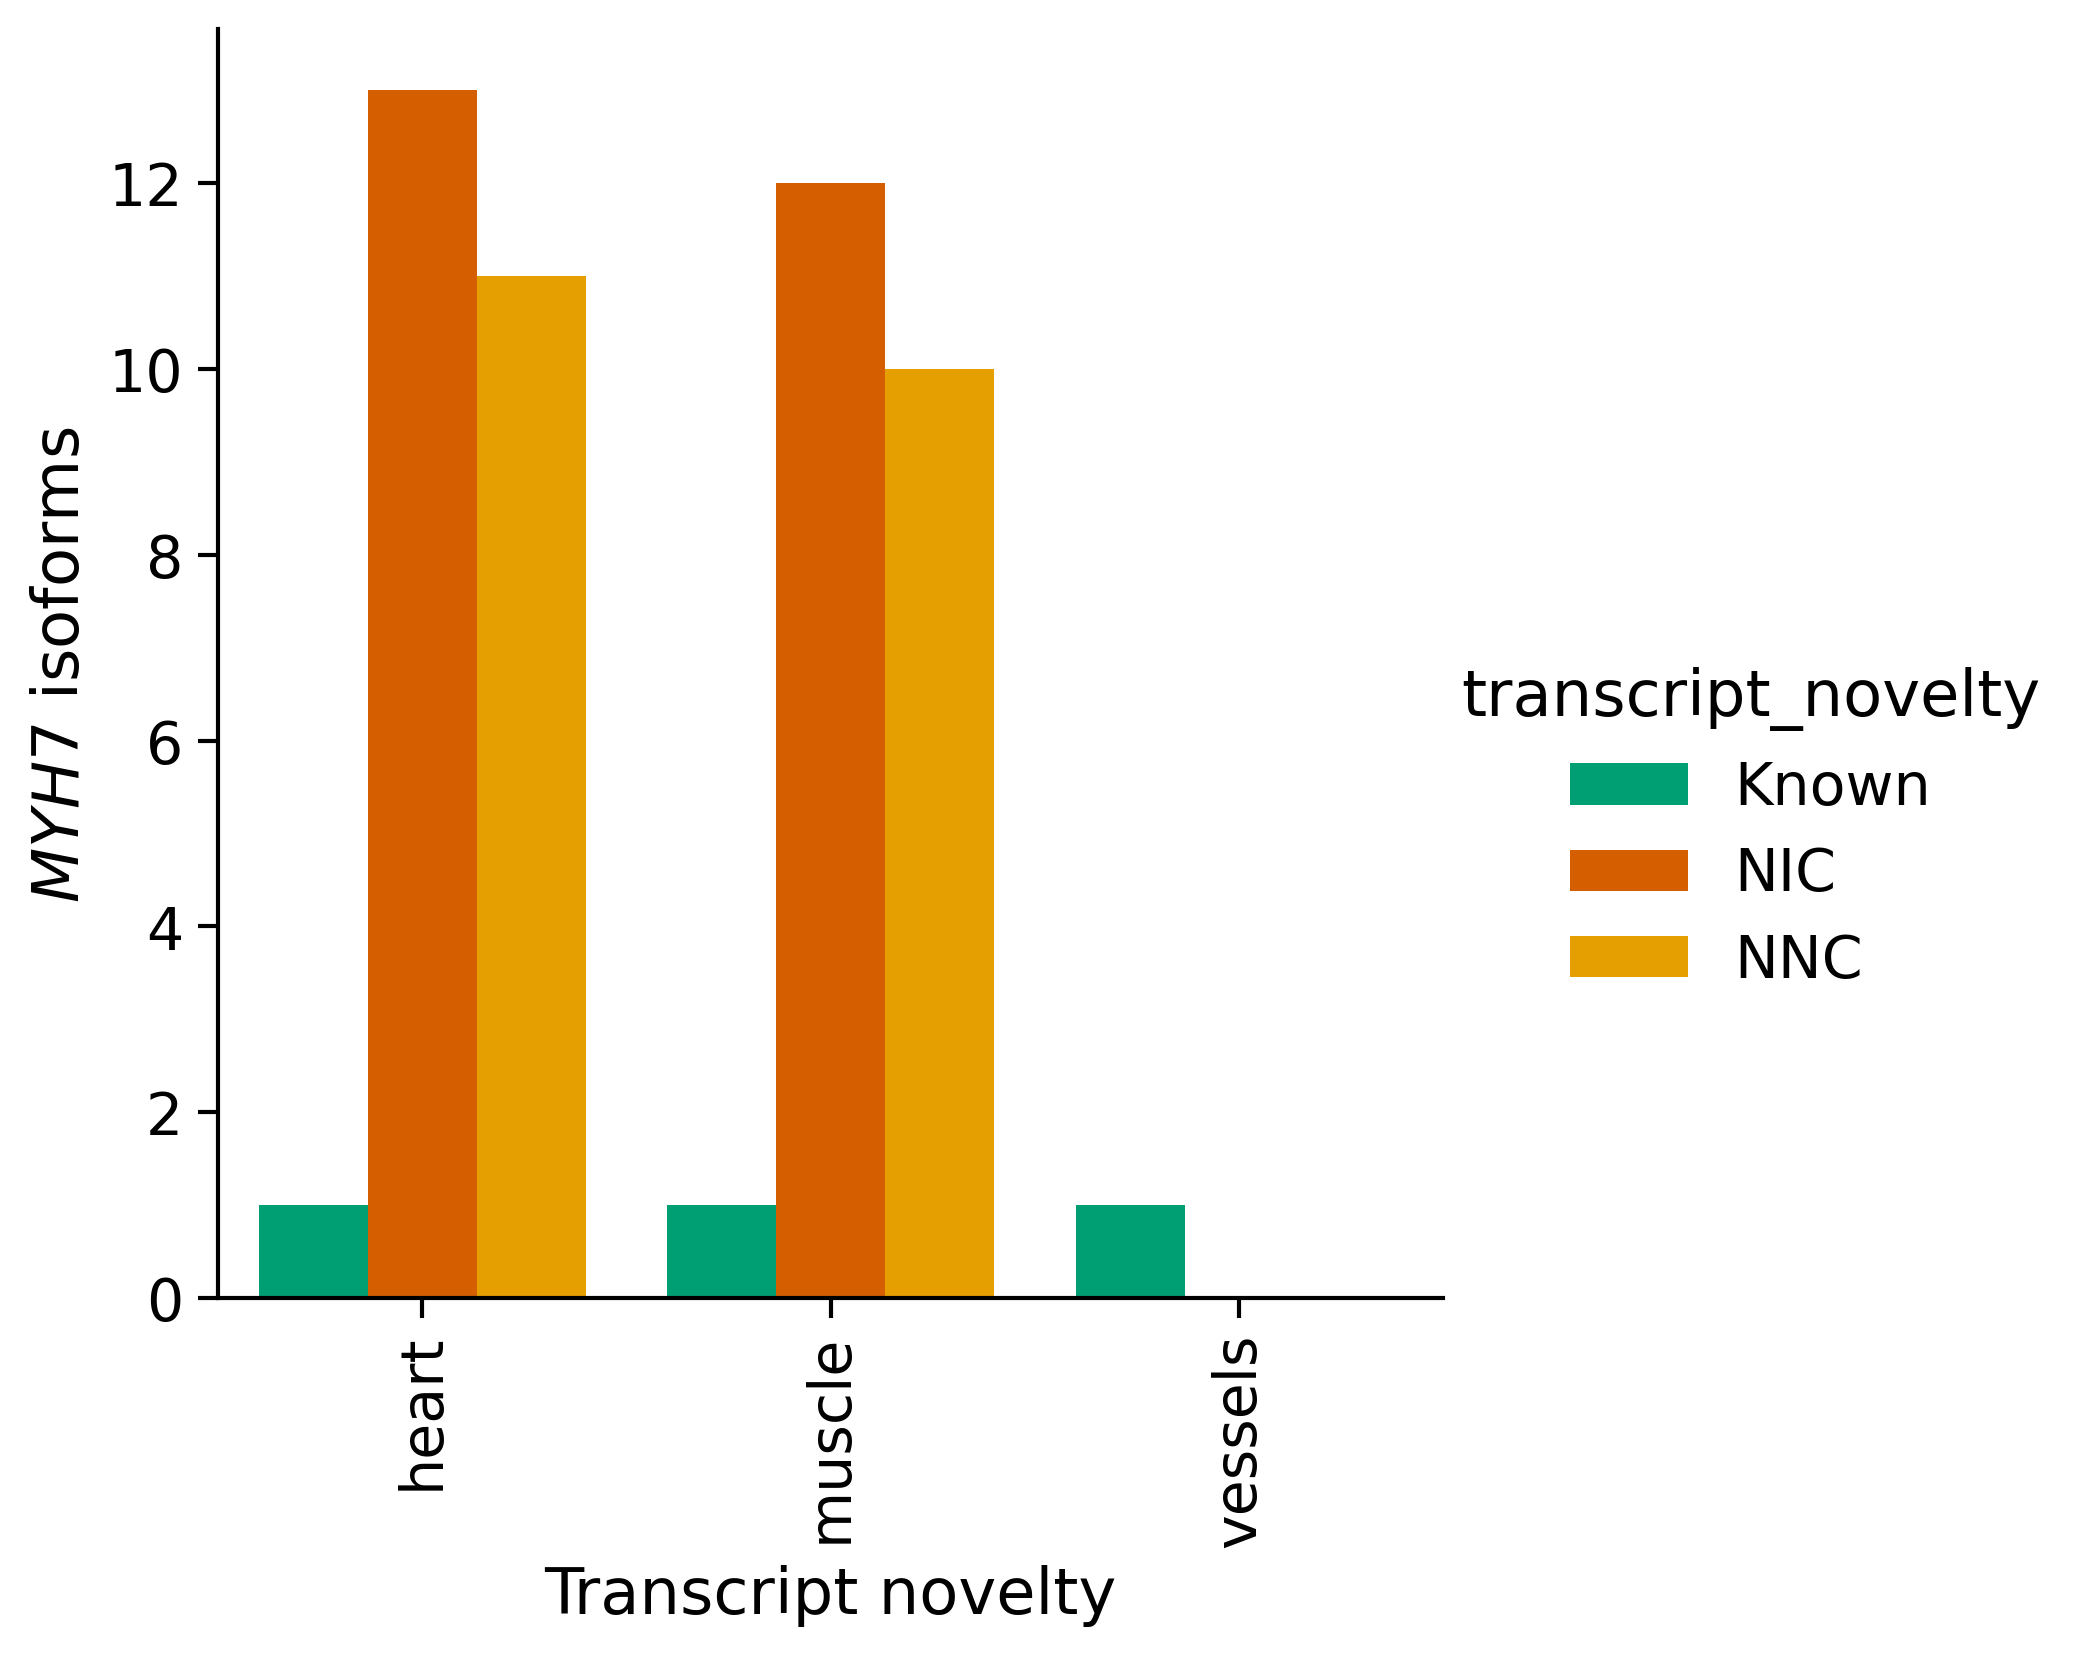 MYH7 isoforms
12
10
8
6
4
2
0
heart
muscle
vessels
Transcript novelty
transcript_novelty
Known
NIC
NNC